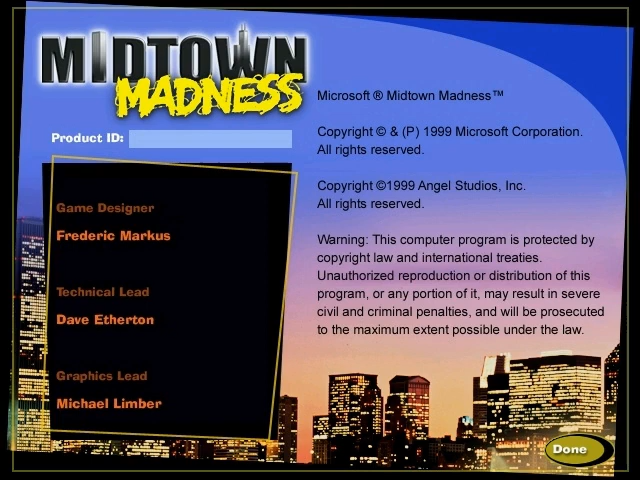 MIDTOWN
MADNESS
Product ID:
Game Designer
Frederic Markus
Technical Lead
Dave Etherton
Graphics Lead
Michael Limber
Microsoft ® Midtown Madness™
Copyright © & (P) 1999 Microsoft Corporation.
All rights reserved.
Copyright ©1999 Angel Studios, Inc.
All rights reserved.
Warning: This computer program is protected by
copyright law and international treaties.
Unauthorized reproduction or distribution of this
program, or any portion of it, may result in severe
civil and criminal penalties, and will be prosecuted
to the maximum extent possible under the law.
Done